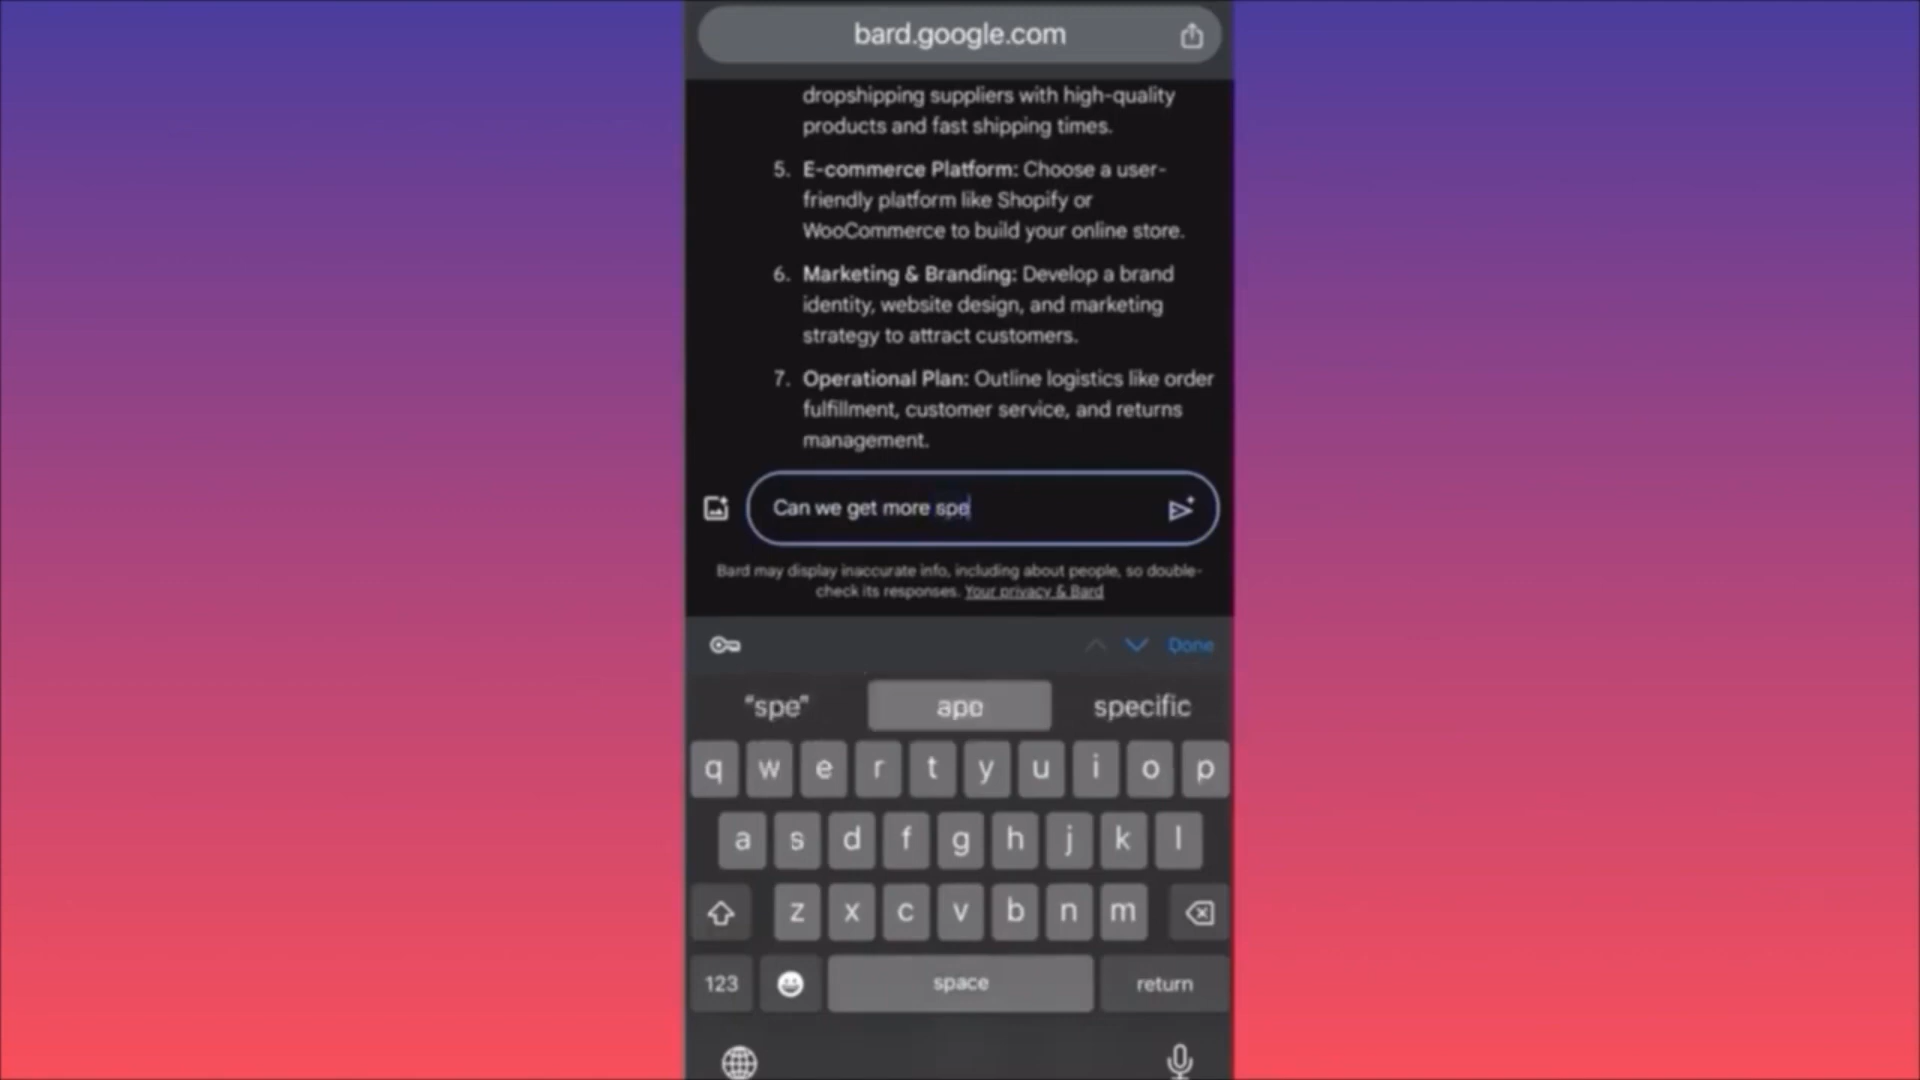 bard.google.com
dropshipping suppliers with high-quality
products and fast shipping times.
5. E-commerce Platform: Choose a user-
friendly platform like Shopify or
WooCommerce to build your online store.
6. Marketing & Branding: Develop a brand
identity, website design, and marketing
strategy to attract customers.
7. Operational Plan: Outline logistics like order
fulfillment, customer service, and returns
management.
Can we get more spe
Bard may display inaccurate info, including about people, so double-
check its responses. Your privacy & Bard
Done
“spe” ape specific
q w e r t y u i o p
a s d f g h j k l
z x c v b n m
123 space return